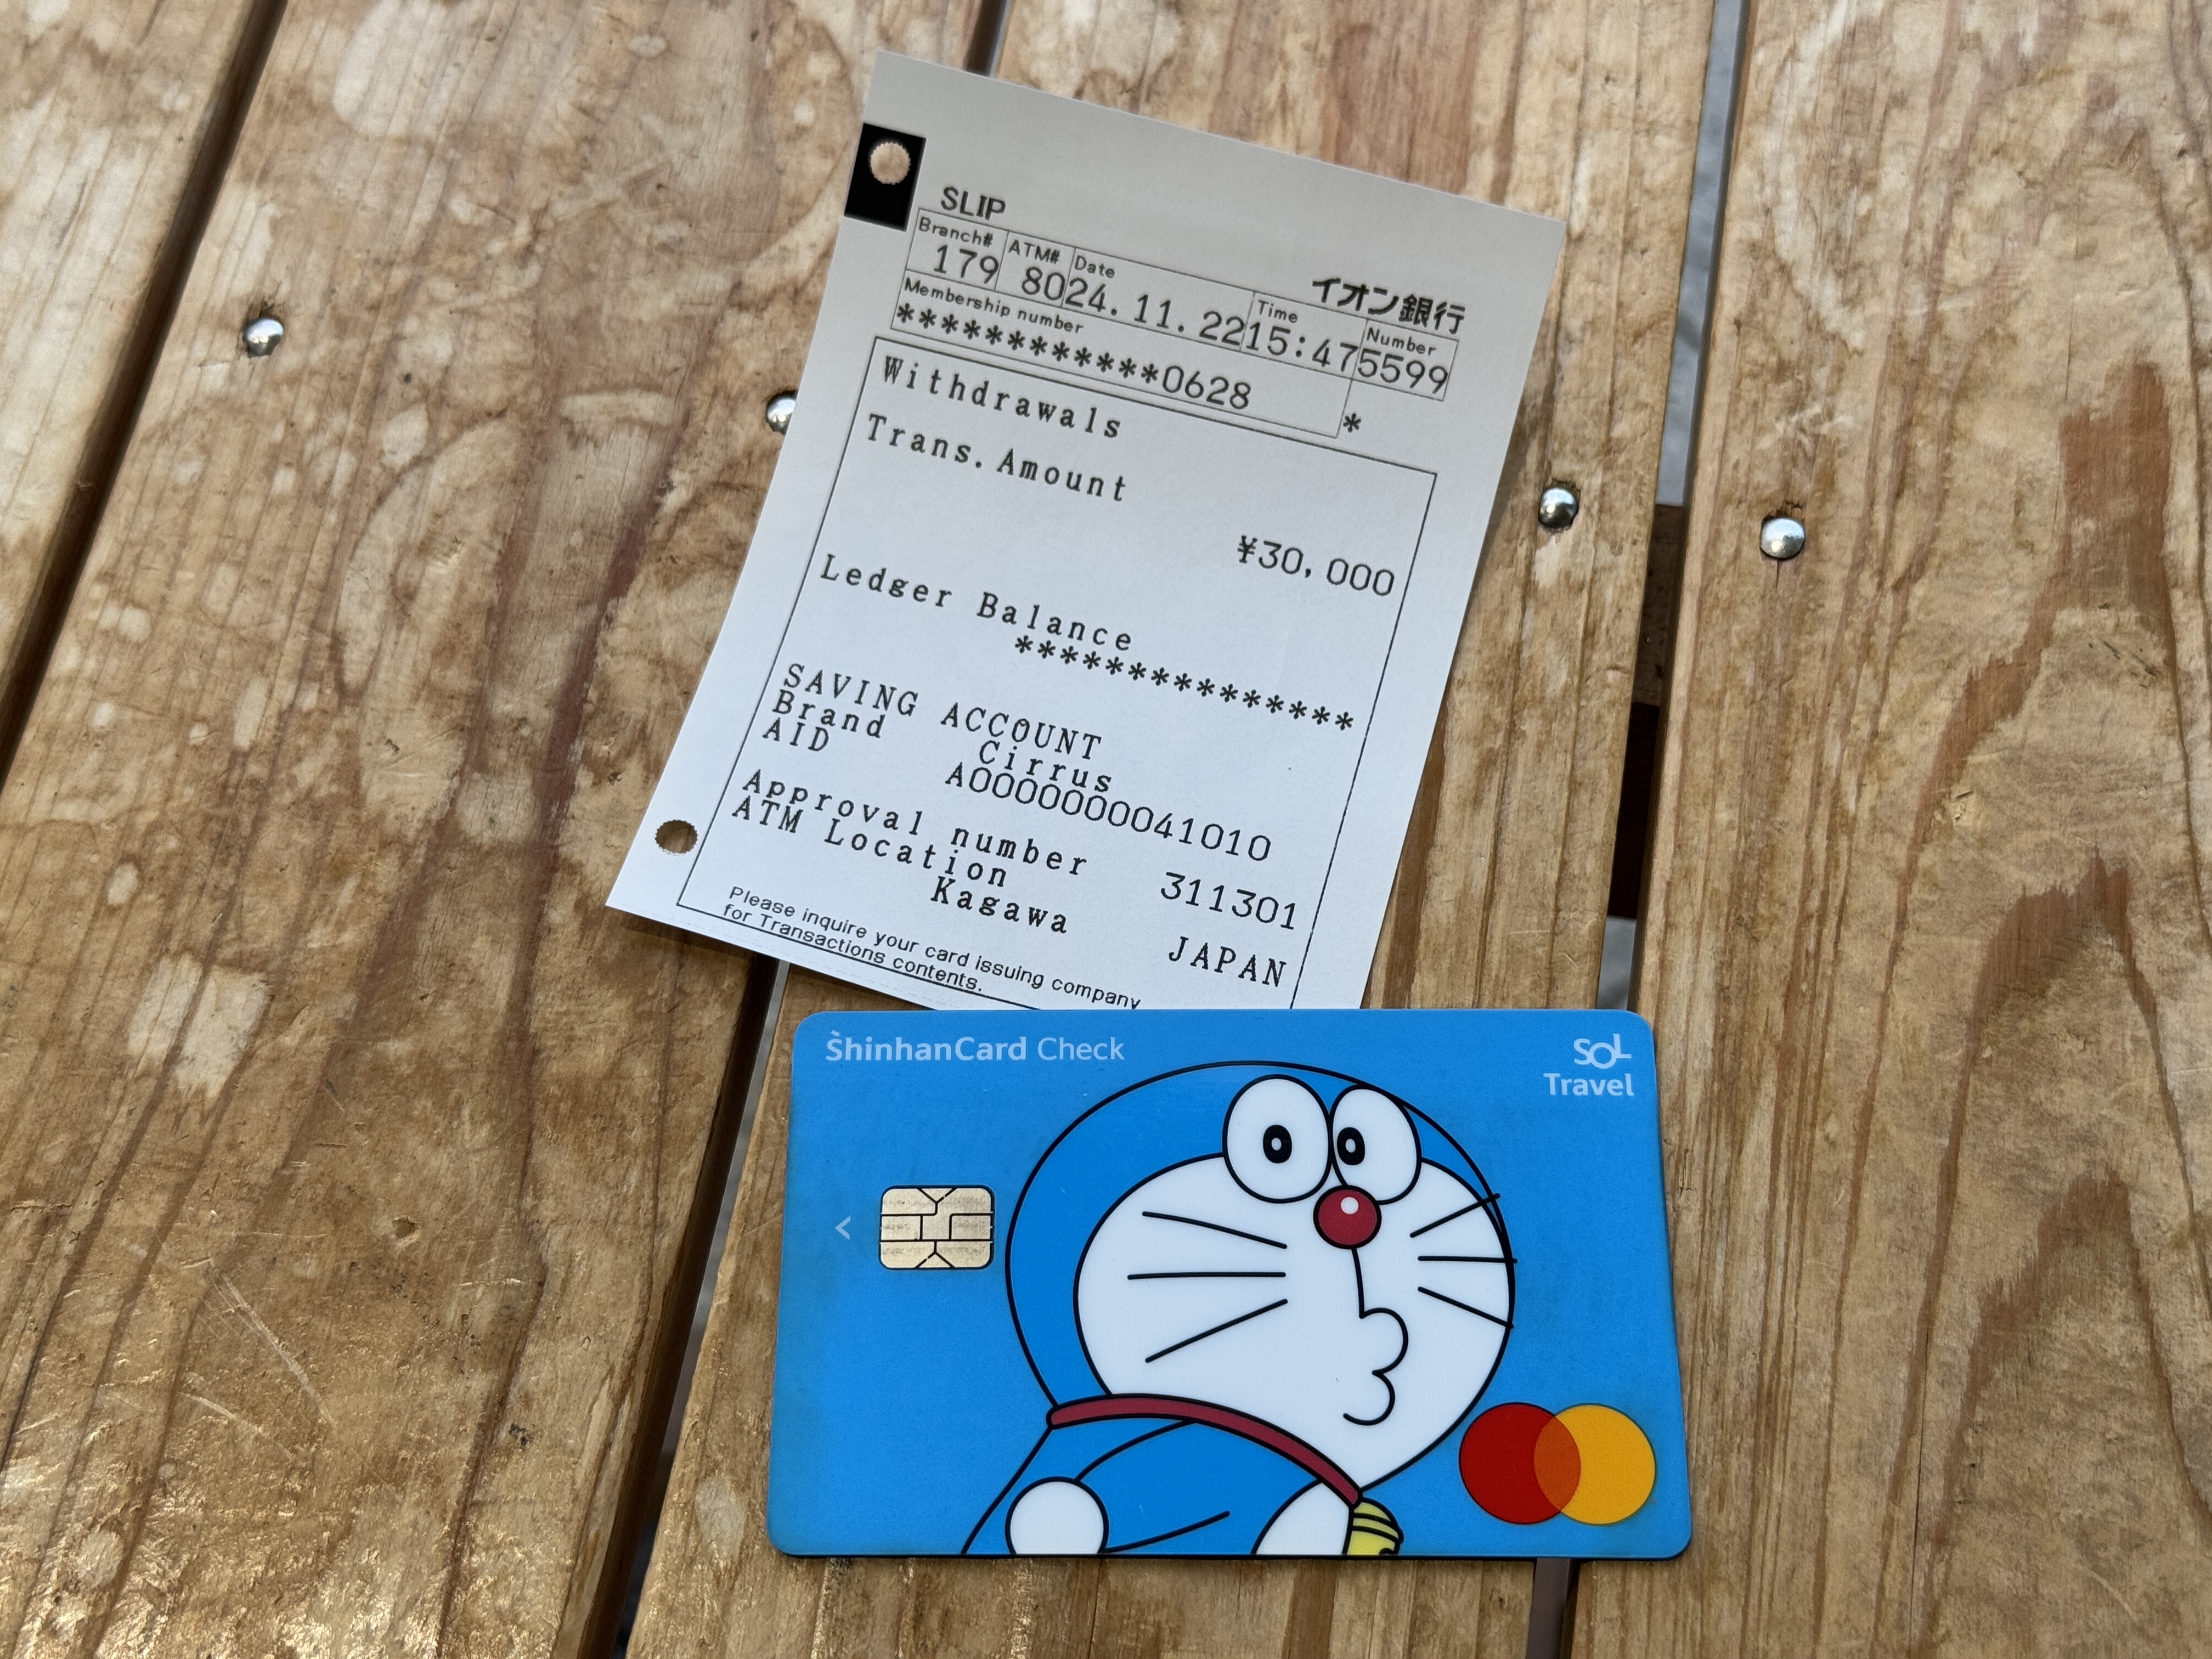 SLIP
イオン銀行
Branch# ATM# Date Time Number
179 80 24.11.22 15:47 5599
Membership number
************0628
*
Withdrawals
Trans. Amount
¥30,000
Ledger Balance
***************
SAVING ACCOUNT
Brand Cirrus
AID A0000000041010
Approval number 311301
ATM Location
Kagawa JAPAN
Please inquire your card issuing company
for Transactions contents.
ShinhanCard Check
SOL
Travel